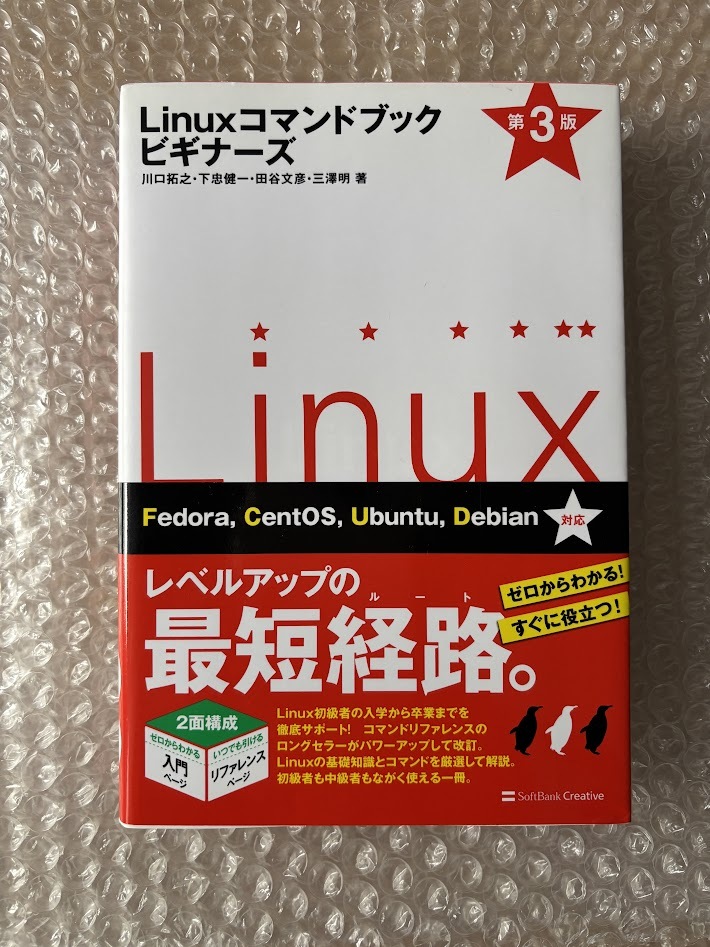 Linuxコマンドブック
ビギナーズ
川口拓之・下忠健一・田谷文彦・三澤明 著
第3版
Linux
Fedora, CentOS, Ubuntu, Debian
対応
レベルアップの
ルート
最短経路。
ゼロからわかる!
すぐに役立つ!
2面構成
ゼロからわかる
入門
ページ
いつでも引ける
リファレンス
ページ
Linux初級者の入学から卒業までを
徹底サポート! コマンドリファレンスの
ロングセラーがパワーアップして改訂。
Linuxの基礎知識とコマンドを厳選して解説。
初級者も中級者もながく使える一冊。
SoftBank Creative